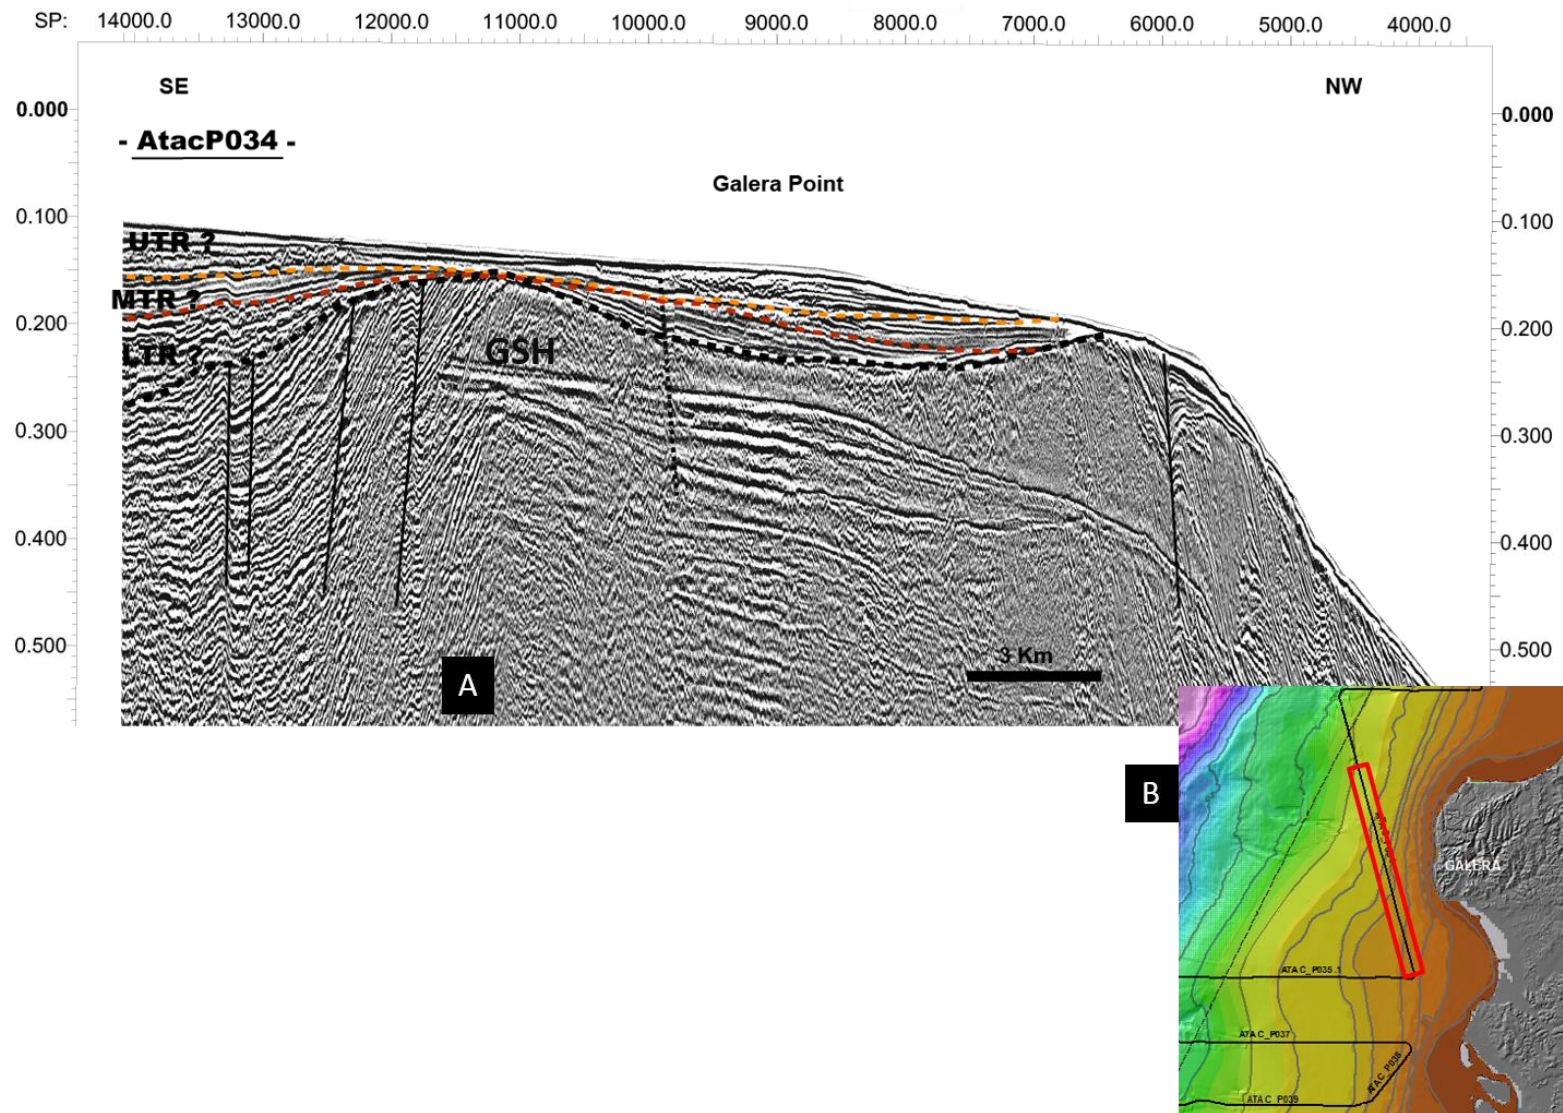 SP: 14000.0 13000.0 12000.0 11000.0 10000.0 9000.0 8000.0 7000.0 6000.0 5000.0 4000.0
SE NW
0.000 0.000
- AtacP034 -
Galera Point
0.100 0.100
UTR ?
MTR ?
0.200 0.200
LTR ?
GSH
0.300 0.300
0.400 0.400
0.500 0.500
3 Km
A
B
GALERA
ATAC_P035.1
ATAC_P037
ATAC_P038
ATAC_P039